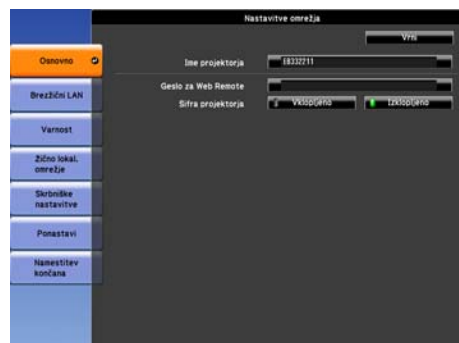 Nastavitve omrežja
Vrni
Osnovno
Ime projektorja
EB332211
Brezžični LAN
Geslo za Web Remote
Šifra projektorja
Vklopljeno
Izklopljeno
Varnost
Žično lokal.
omrežje
Skrbniške
nastavitve
Ponastavi
Namestitev
končana